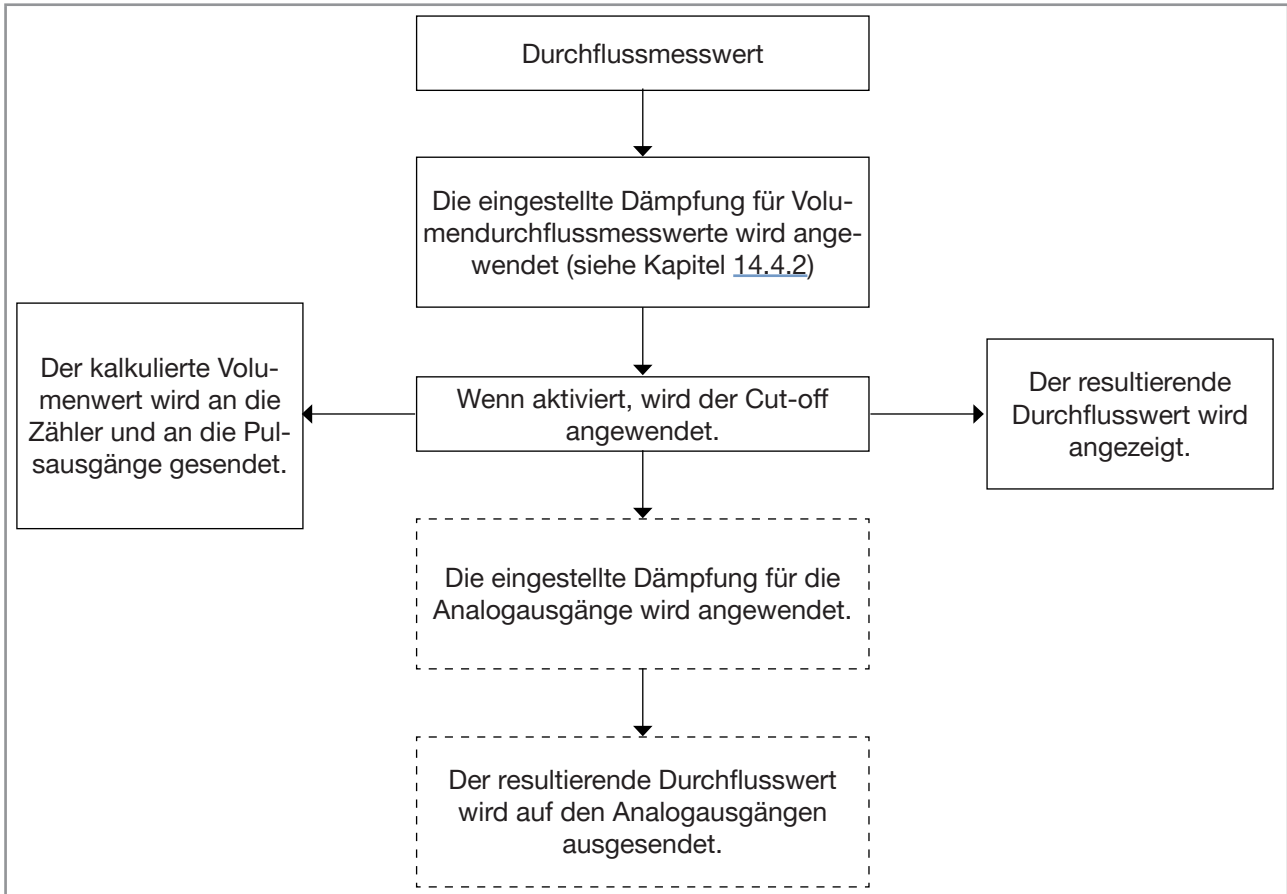 Durchflussmesswert
Die eingestellte Dämpfung für Volu-
mendurchflussmesswerte wird ange-
wendet (siehe Kapitel 14.4.2)
Der kalkulierte Volu-
menwert wird an die
Zähler und an die Pul-
sausgänge gesendet.
Wenn aktiviert, wird der Cut-off
angewendet.
Der resultierende
Durchflusswert wird
angezeigt.
Die eingestellte Dämpfung für die
Analogausgänge wird angewendet.
Der resultierende Durchflusswert
wird auf den Analogausgängen
ausgesendet.